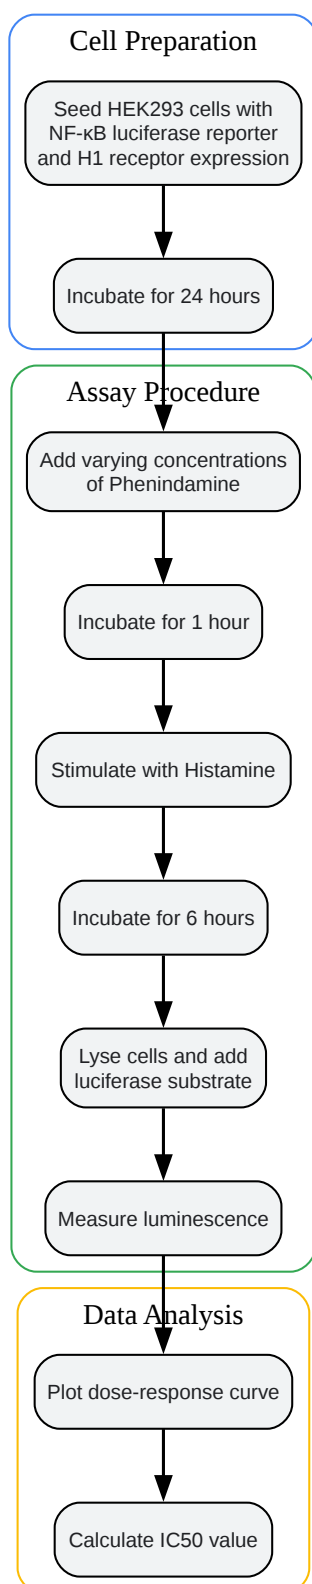 Cell Preparation
Seed HEK293 cells with
NF-κB luciferase reporter
and H1 receptor expression
Incubate for 24 hours
Assay Procedure
Add varying concentrations
of Phenindamine
Incubate for 1 hour
Stimulate with Histamine
Incubate for 6 hours
Lyse cells and add
luciferase substrate
Measure luminescence
Data Analysis
Plot dose-response curve
Calculate IC50 value